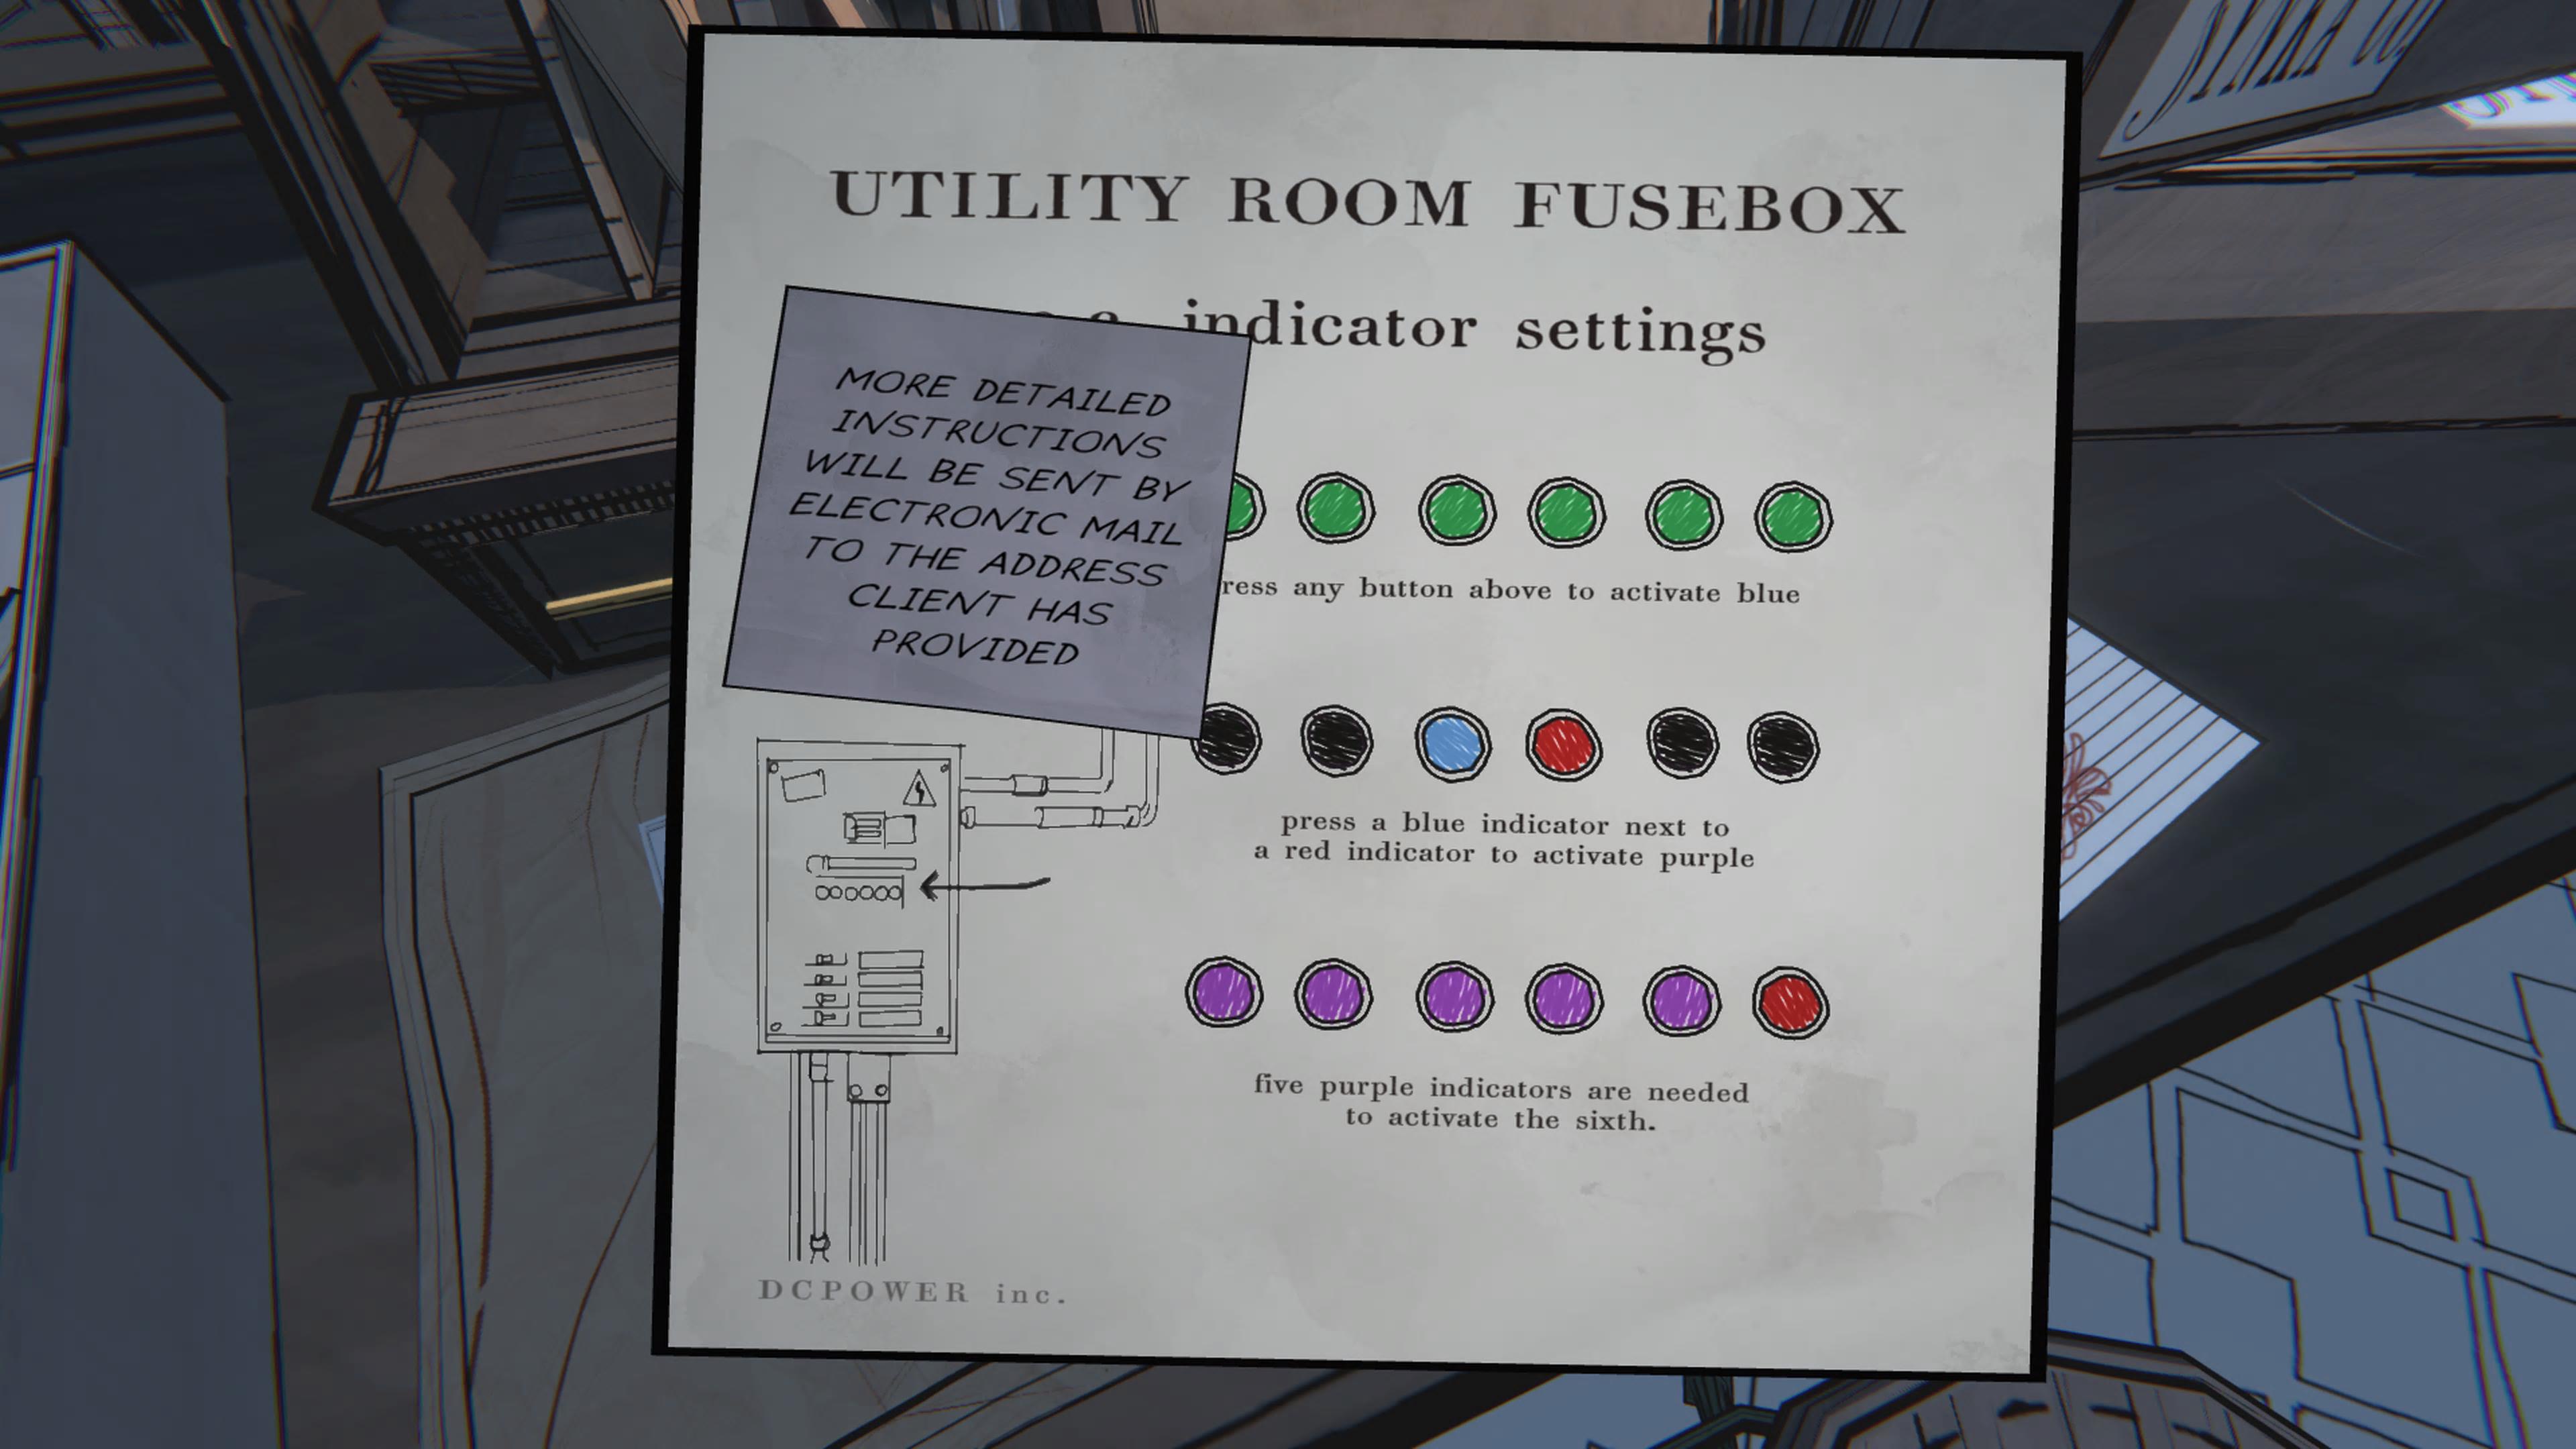 UTILITY ROOM FUSEBOX
indicator settings
MORE DETAILED
INSTRUCTIONS
WILL BE SENT BY
ELECTRONIC MAIL
TO THE ADDRESS
CLIENT HAS
PROVIDED
ress any button above to activate blue
press a blue indicator next to
a red indicator to activate purple
five purple indicators are needed
to activate the sixth.
DCPOWER inc.